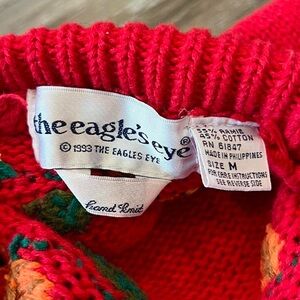 the eagle's eye®
© 1993 THE EAGLES EYE
hand knit
55% RAMIE
45% COTTON
RN 61847
MADE IN PHILIPPINES
SIZE M
FOR CARE INSTRUCTIONS
SEE REVERSE SIDE